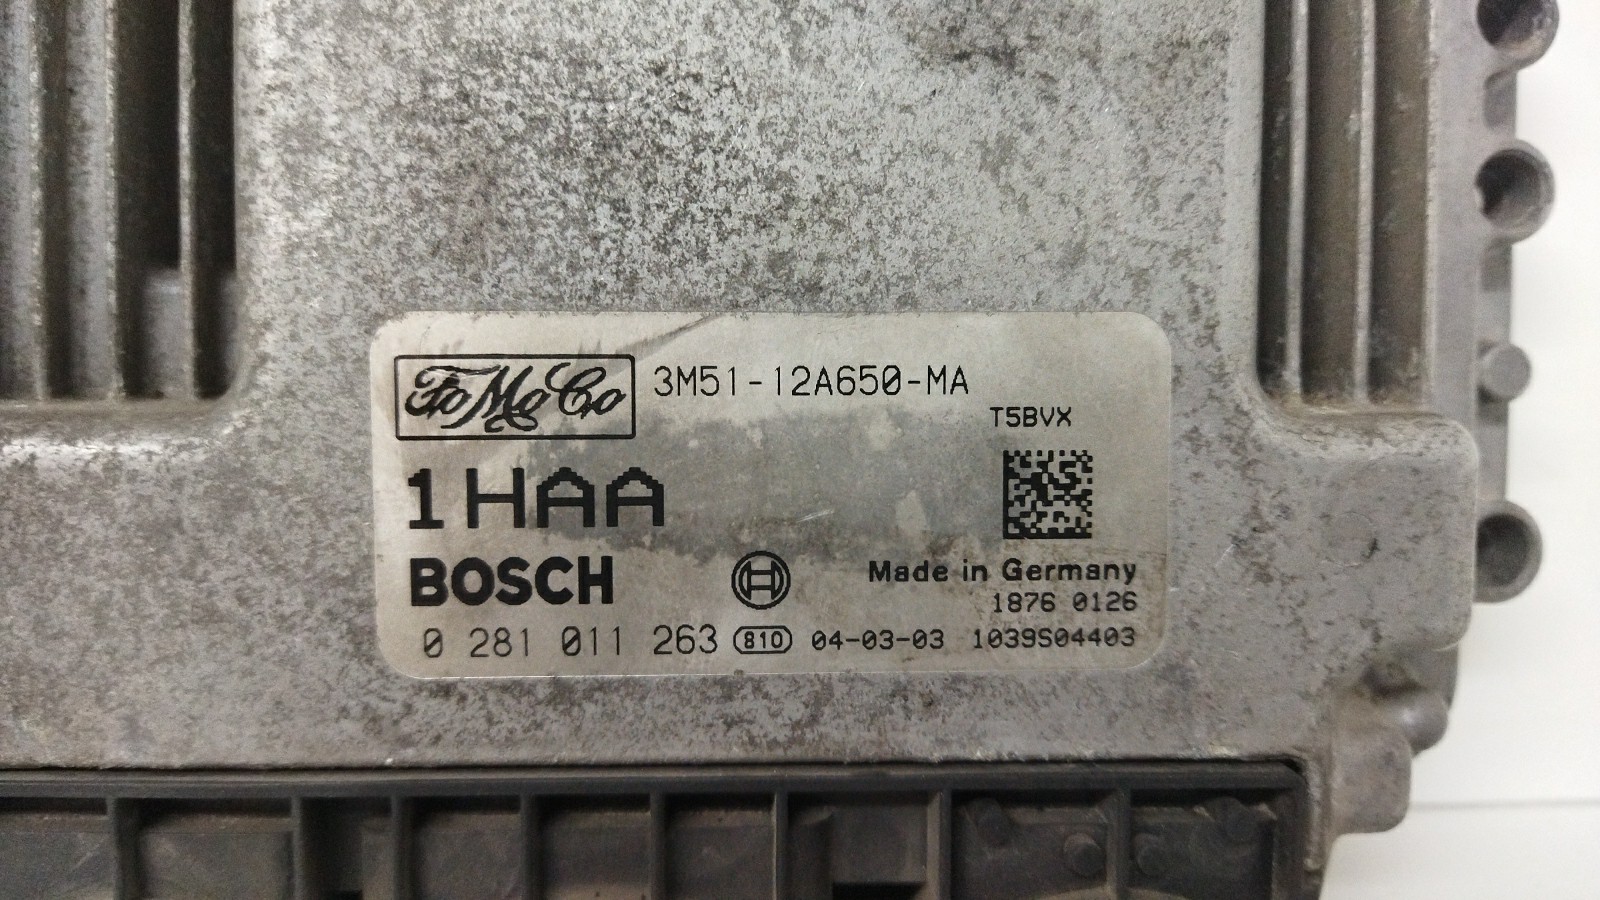 FoMoCo 3M51-12A650-MA
T5BVX
1HAA
BOSCH
Made in Germany
1876 0126
0 281 011 263 810 04-03-03 1039S04403